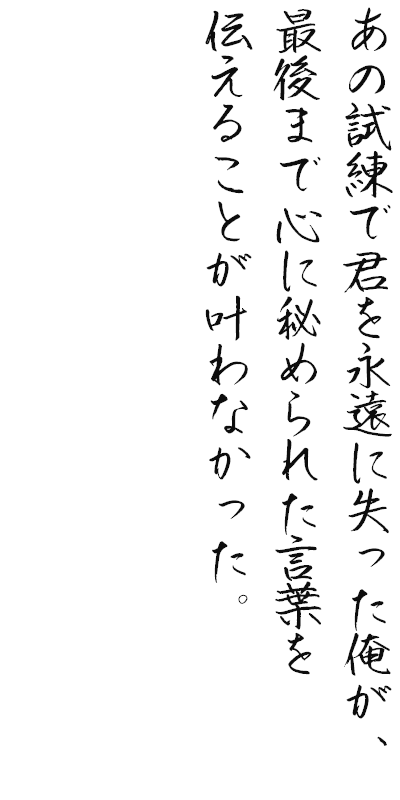 あの試練で君を永遠に失った俺が、
最後まで心に秘められた言葉を
伝えることが叶わなかった。